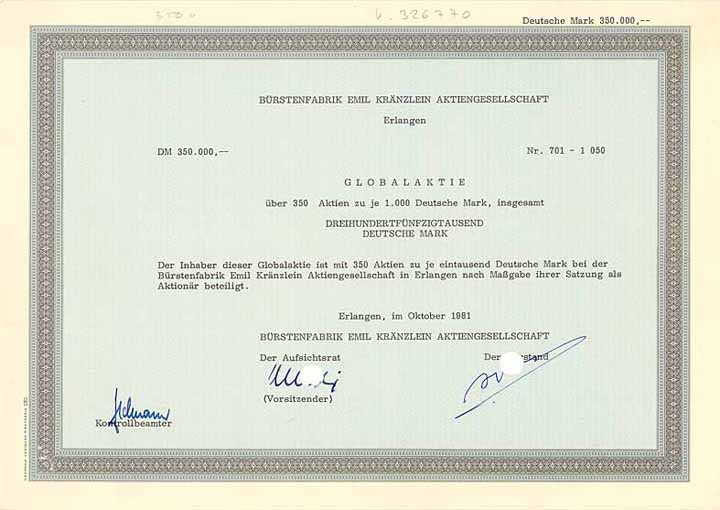 b. 326770
Deutsche Mark 350.000,--
BÜRSTENFABRIK EMIL KRÄNZLEIN AKTIENGESELLSCHAFT
Erlangen
DM 350.000,-- Nr. 701 - 1 050
GLOBALAKTIE
über 350 Aktien zu je 1.000 Deutsche Mark, insgesamt
DREIHUNDERTFÜNFZIGTAUSEND
DEUTSCHE MARK
Der Inhaber dieser Globalaktie ist mit 350 Aktien zu je eintausend Deutsche Mark bei der
Bürstenfabrik Emil Kränzlein Aktiengesellschaft in Erlangen nach Maßgabe ihrer Satzung als
Aktionär beteiligt.
Erlangen, im Oktober 1981
BÜRSTENFABRIK EMIL KRÄNZLEIN AKTIENGESELLSCHAFT
Der Aufsichtsrat Der stand
(Vorsitzender)
Kontrollbeamter